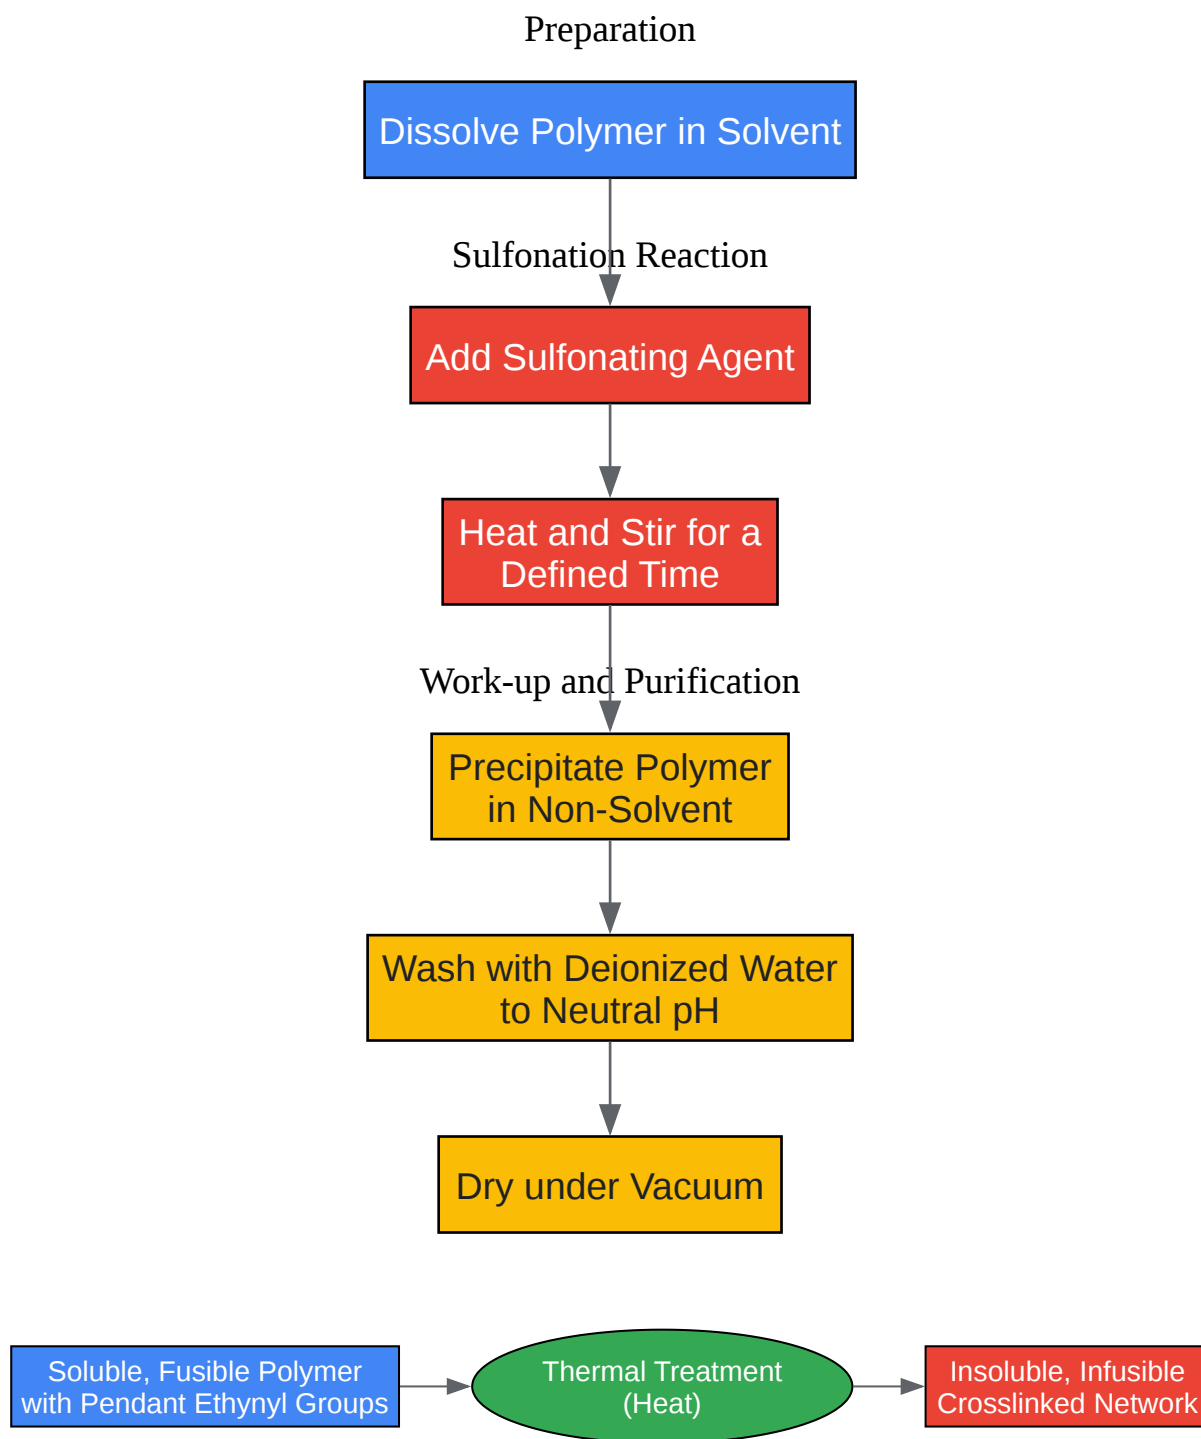 Preparation
Dissolve Polymer in Solvent
Sulfonation Reaction
Add Sulfonating Agent
Heat and Stir for a
Defined Time
Work-up and Purification
Precipitate Polymer
in Non-Solvent
Wash with Deionized Water
to Neutral pH
Dry under Vacuum
Soluble, Fusible Polymer
with Pendant Ethynyl Groups
Thermal Treatment
(Heat)
Insoluble, Infusible
Crosslinked Network